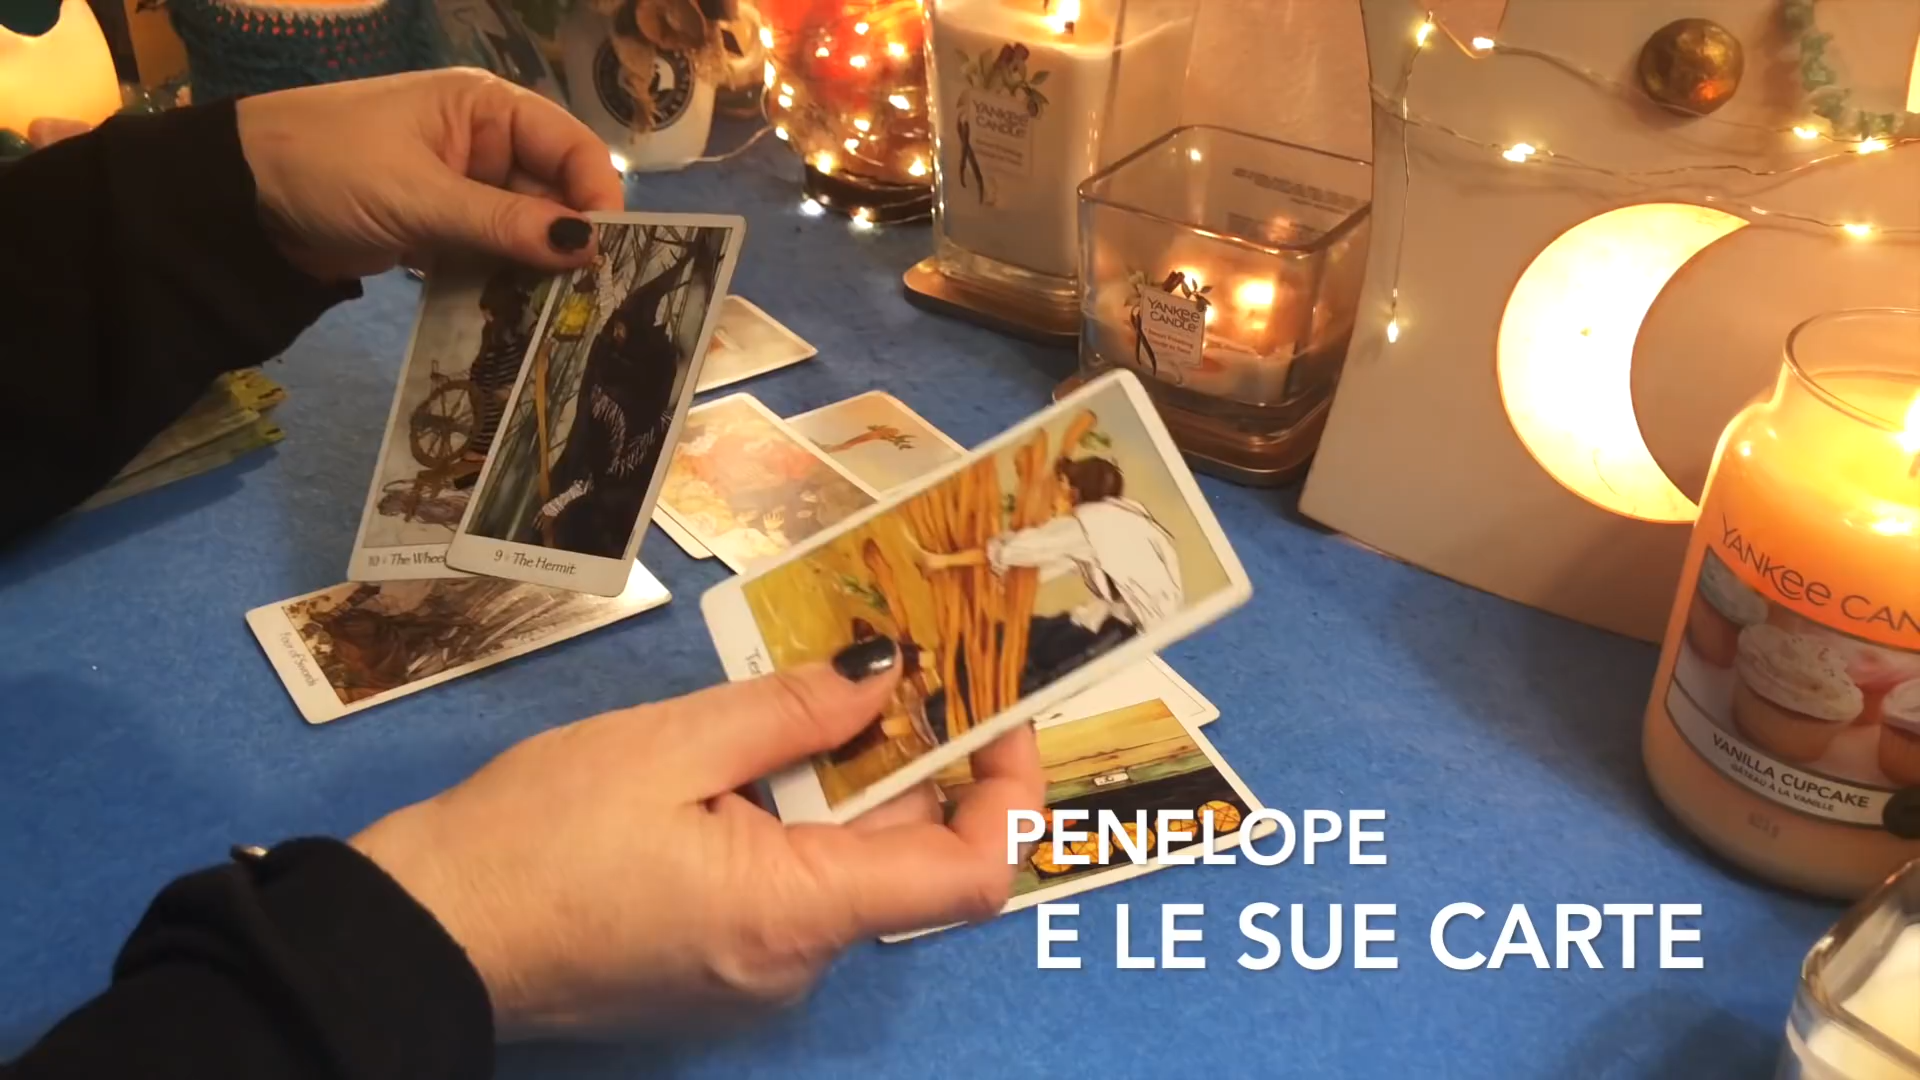 YANKEE
CANDLE
YANKEE
CANDLE
10 The Wheel
9 The Hermit
Four of Swords
Te
YANKEE CAN
VANILLA CUPCAKE
GÂTEAU À LA VANILLE
PENELOPE
E LE SUE CARTE